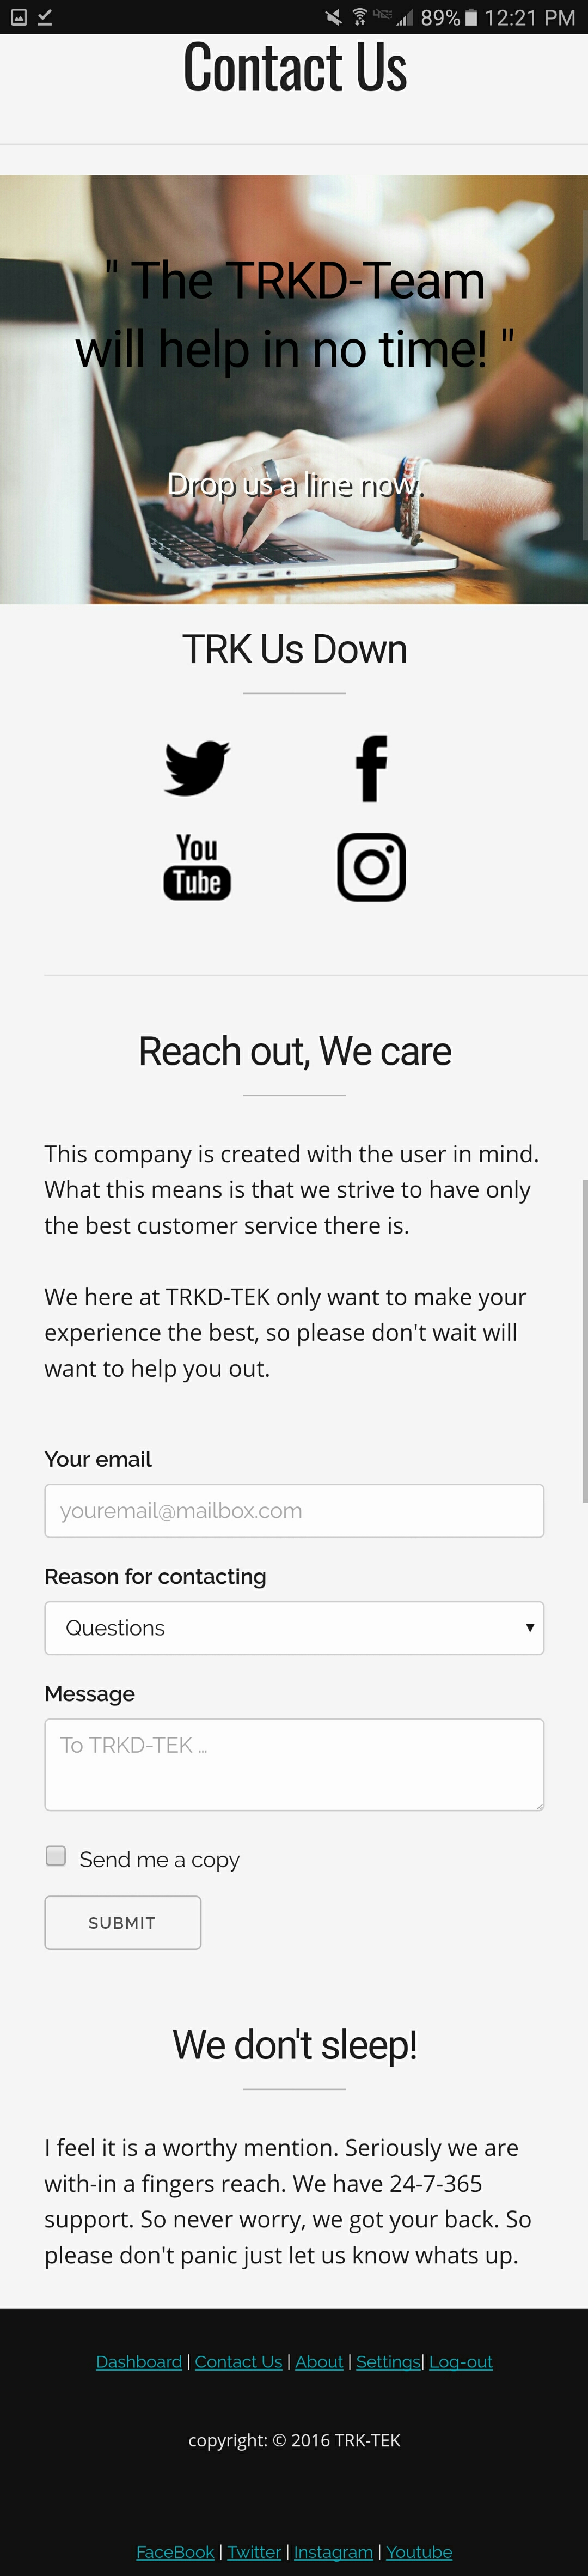 89% 12:21 PM
Contact Us
" The TRKD-Team
will help in no time! "
Drop us a line now!.
TRK Us Down
You
Tube
Reach out, We care
This company is created with the user in mind.
What this means is that we strive to have only
the best customer service there is.
We here at TRKD-TEK only want to make your
experience the best, so please don't wait will
want to help you out.
Your email
youremail@mailbox.com
Reason for contacting
Questions
Message
To TRKD-TEK …
Send me a copy
SUBMIT
We don't sleep!
I feel it is a worthy mention. Seriously we are
with-in a fingers reach. We have 24-7-365
support. So never worry, we got your back. So
please don't panic just let us know whats up.
Dashboard | Contact Us | About | Settings| Log-out
copyright: © 2016 TRK-TEK
FaceBook | Twitter | Instagram | Youtube